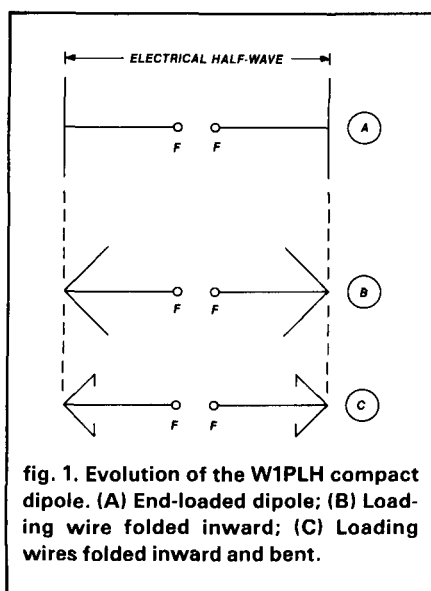 ELECTRICAL HALF-WAVE
F F A
F F B
F F C
fig. 1. Evolution of the W1PLH compact
dipole. (A) End-loaded dipole; (B) Load-
ing wire folded inward; (C) Loading
wires folded inward and bent.